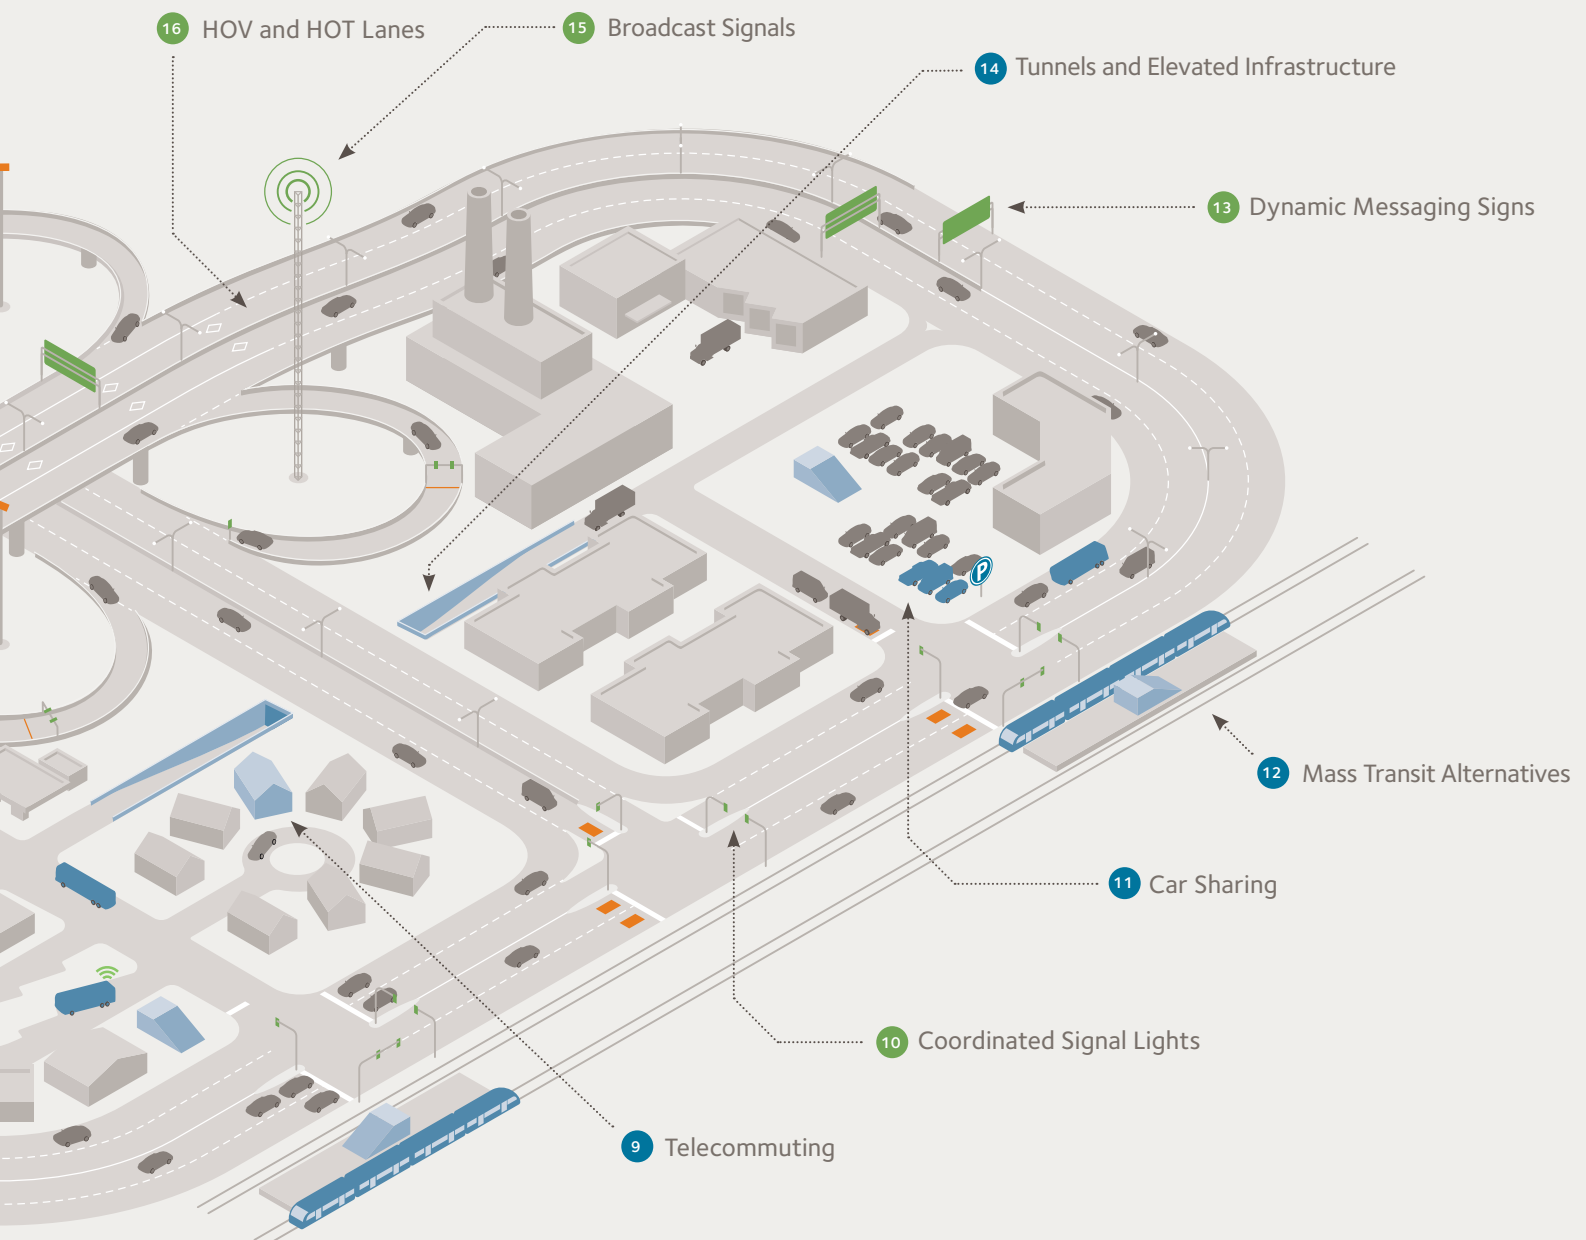 16 HOV and HOT Lanes
15 Broadcast Signals
14 Tunnels and Elevated Infrastructure
13 Dynamic Messaging Signs
P
12 Mass Transit Alternatives
11 Car Sharing
10 Coordinated Signal Lights
9 Telecommuting